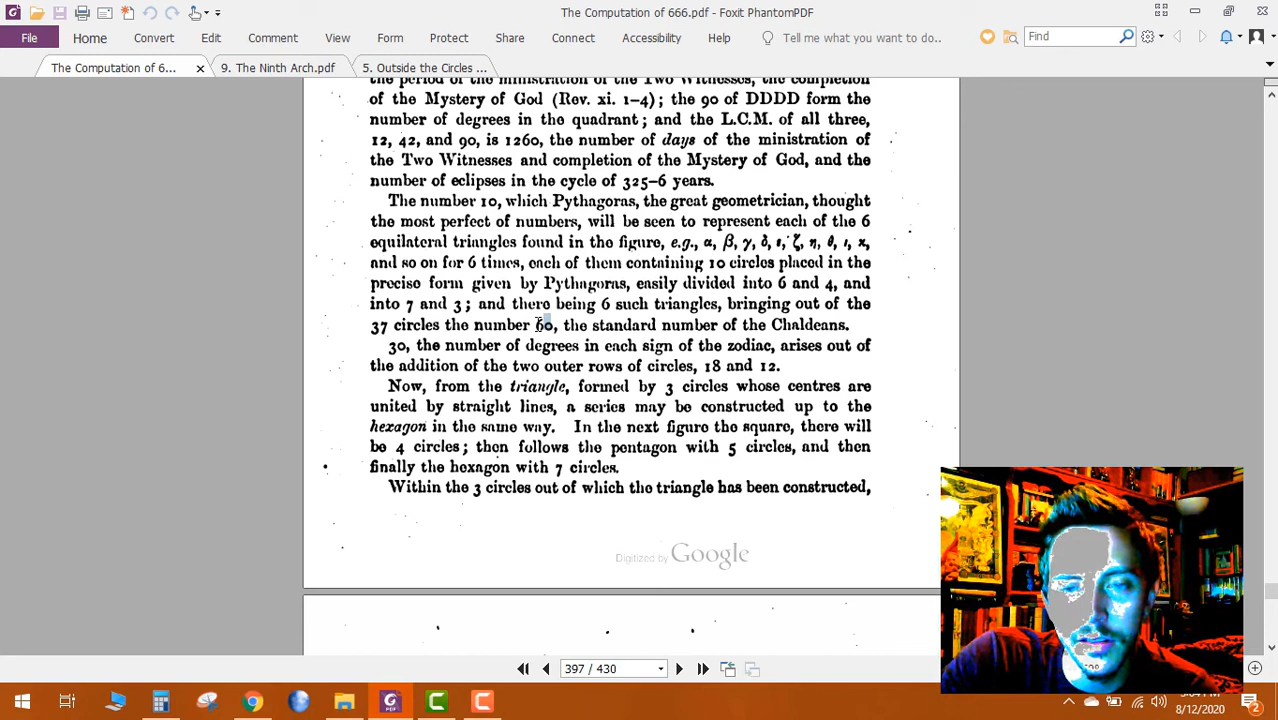 The Computation of 666.pdf - Foxit PhantomPDF
File Home Convert Edit Comment View Form Protect Share Connect Accessibility Help Tell me what you want to do.. Find
The Computation of 6... 9. The Ninth Arch.pdf 5. Outside the Circles ...
the period of the ministration of the Two Witnesses, the completion
of the Mystery of God (Rev. xi. 1–4); the 90 of DDDD form the
number of degrees in the quadrant; and the L.C.M. of all three,
12, 42, and 90, is 1260, the number of days of the ministration of
the Two Witnesses and completion of the Mystery of God, and the
number of eclipses in the cycle of 325–6 years.
The number 10, which Pythagoras, the great geometrician, thought
the most perfect of numbers, will be seen to represent each of the 6
equilateral triangles found in the figure, e.g., α, β, γ, δ, ε, ζ, η, θ, ι, κ,
and so on for 6 times, each of them containing 10 circles placed in the
precise form given by Pythagoras, easily divided into 6 and 4, and
into 7 and 3; and there being 6 such triangles, bringing out of the
37 circles the number 60, the standard number of the Chaldeans.
30, the number of degrees in each sign of the zodiac, arises out of
the addition of the two outer rows of circles, 18 and 12.
Now, from the triangle, formed by 3 circles whose centres are
united by straight lines, a series may be constructed up to the
hexagon in the same way. In the next figure the square, there will
be 4 circles; then follows the pentagon with 5 circles, and then
finally the hexagon with 7 circles.
Within the 3 circles out of which the triangle has been constructed,
Digitized by Google
397 / 430
8/12/2020
2